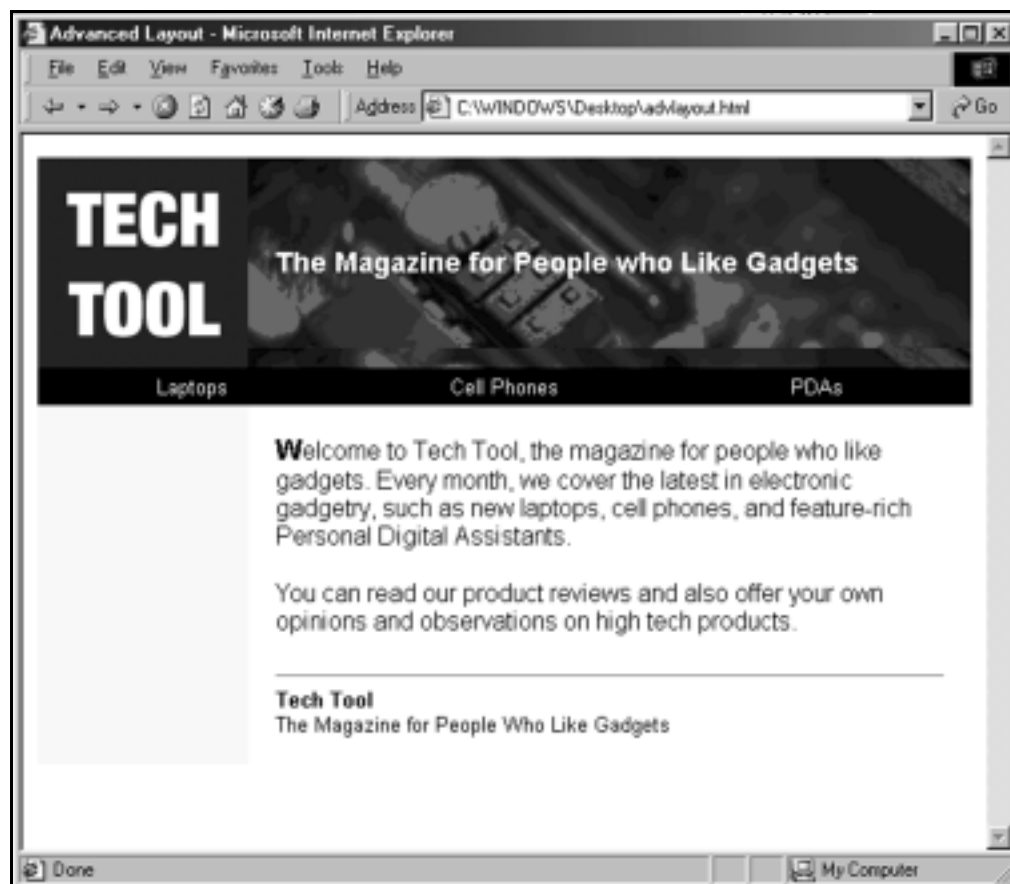 Advanced Layout - Microsoft Internet Explorer
File Edit View Favorites Tools Help
Address C:\WINDOWS\Desktop\advlayout.html Go
TECH
TOOL
The Magazine for People who Like Gadgets
Laptops Cell Phones PDAs
Welcome to Tech Tool, the magazine for people who like
gadgets. Every month, we cover the latest in electronic
gadgetry, such as new laptops, cell phones, and feature-rich
Personal Digital Assistants.
You can read our product reviews and also offer your own
opinions and observations on high tech products.
Tech Tool
The Magazine for People Who Like Gadgets
Done My Computer